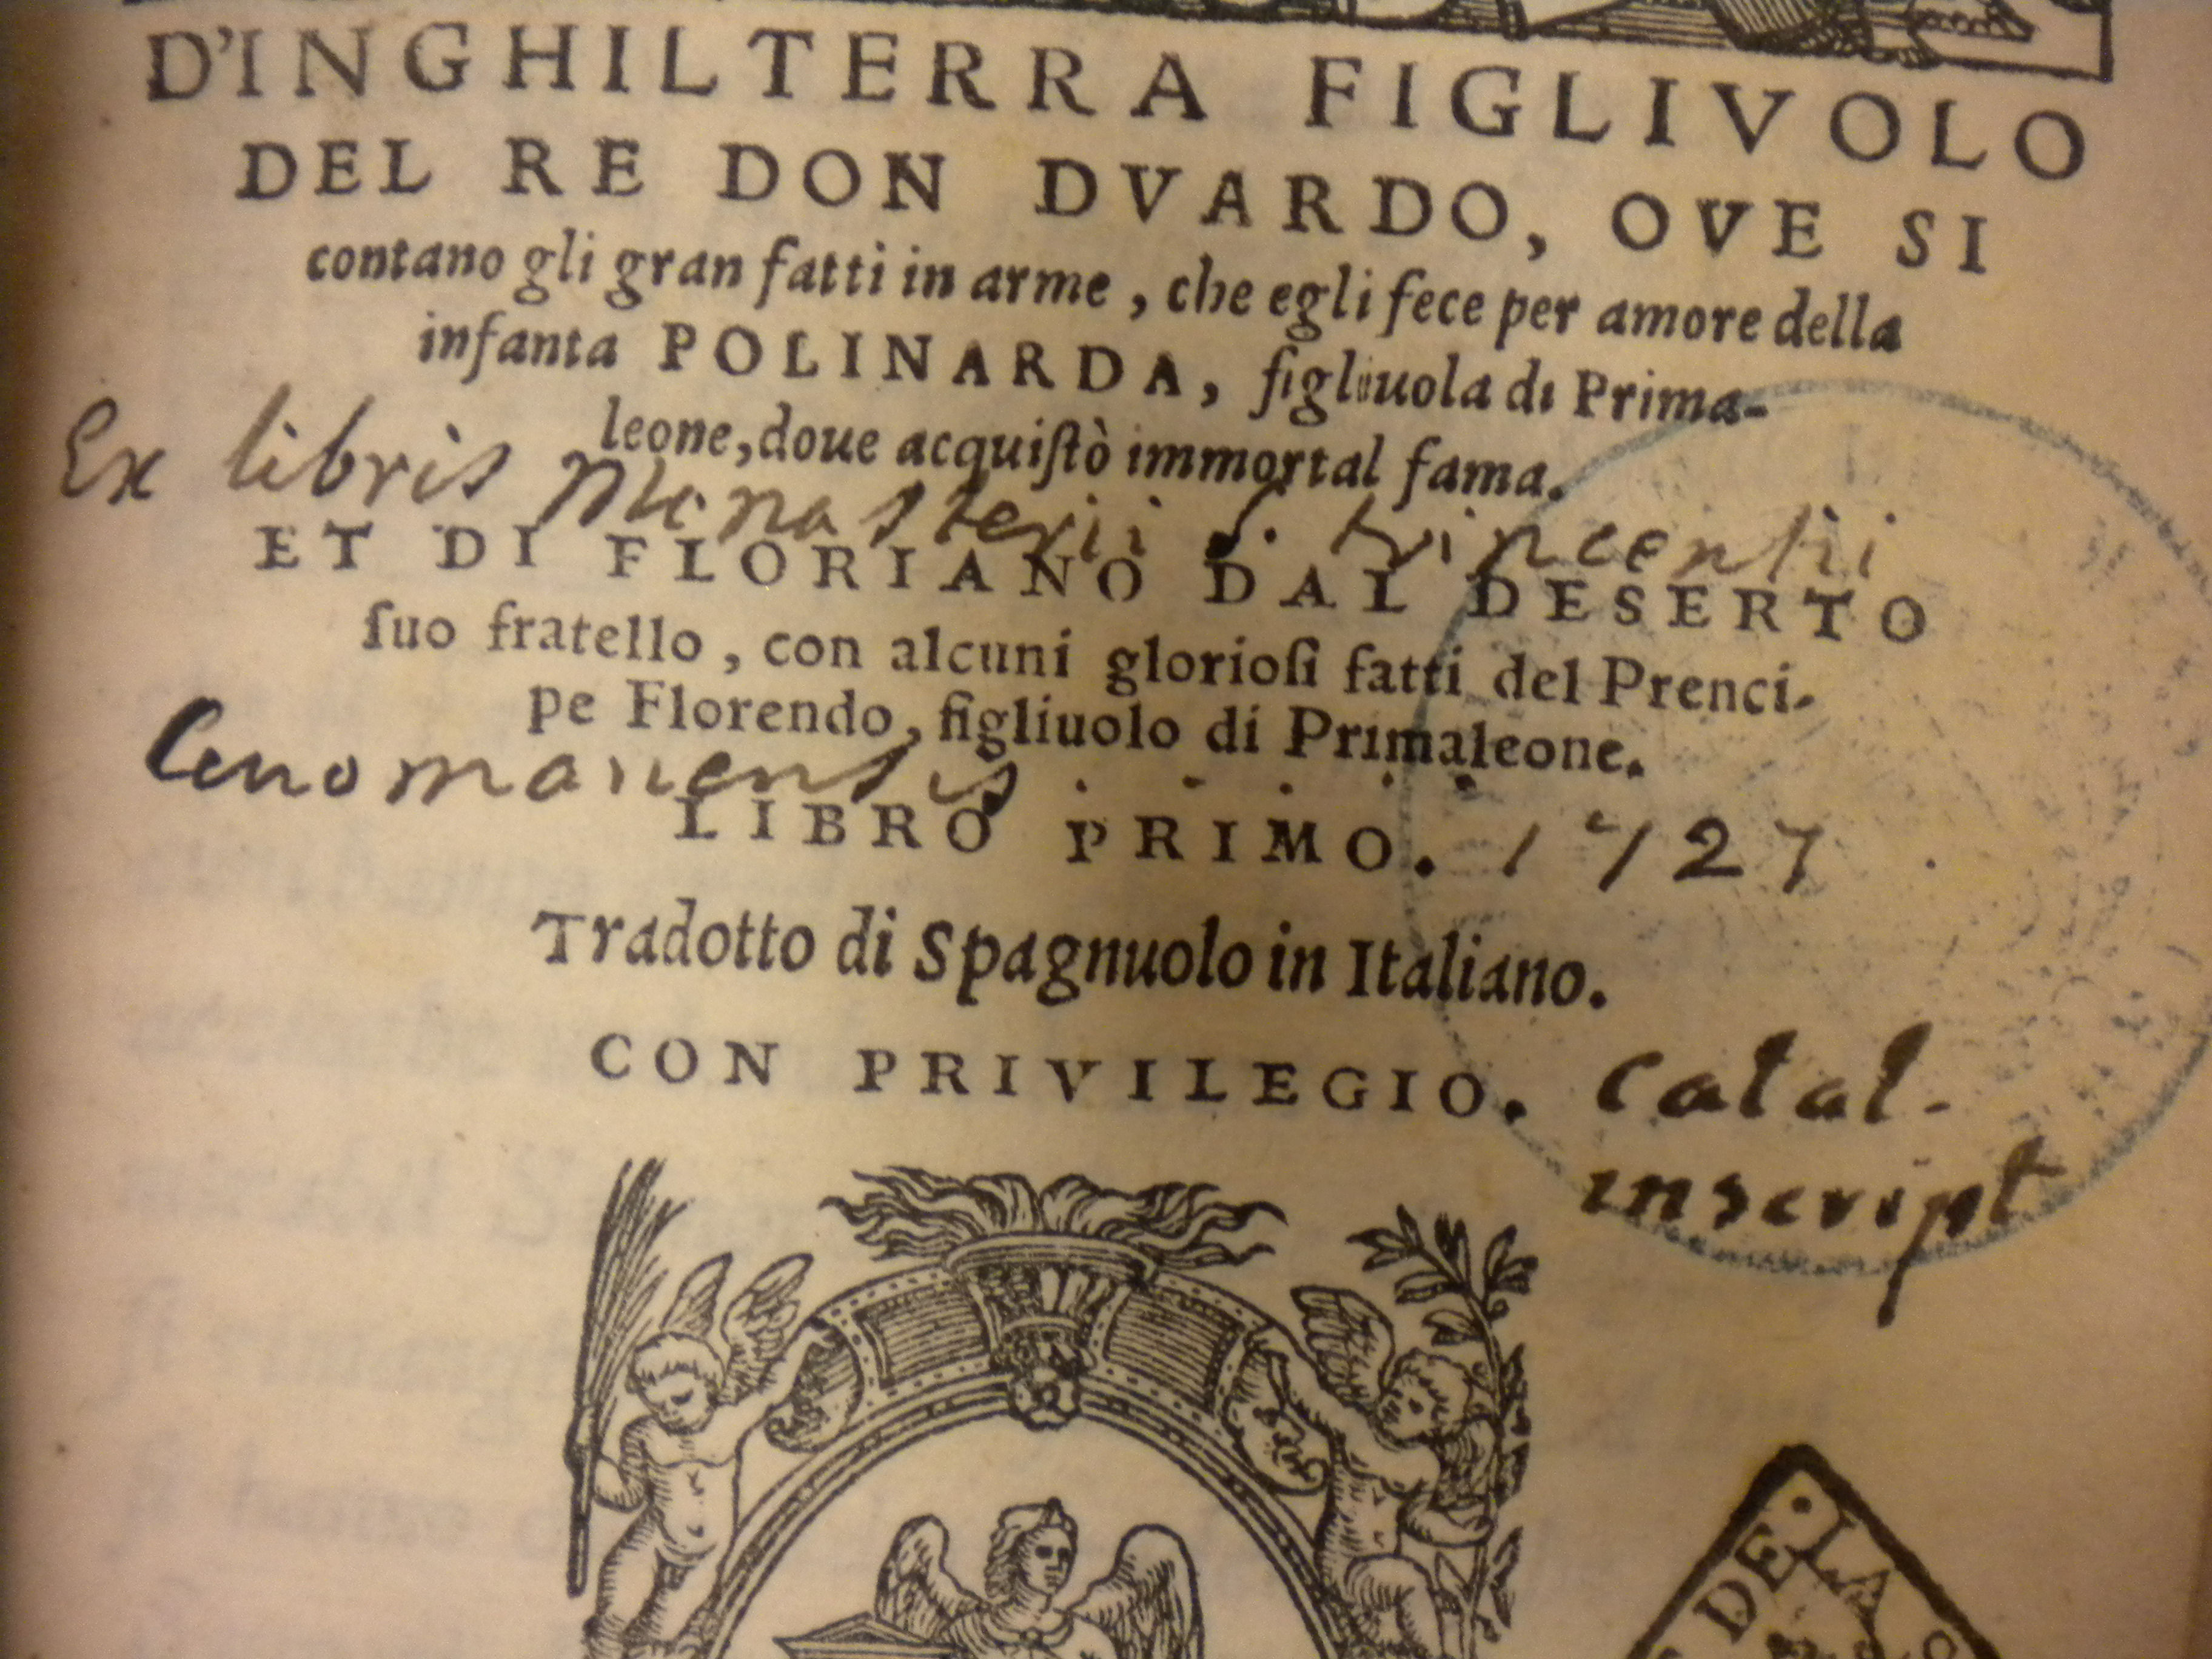 D'INGHILTERRA FIGLIVOLO
DEL RE DON DVARDO, OVE SI
contano gli gran fatti in arme, che egli fece per amore della
infanta POLINARDA, figliuola di Prima-
leone, doue acquiſtò immortal fama.
Ex libris Monasterii S. Vincentii
ET DI FLORIANO DAL DESERTO
ſuo fratello, con alcuni glorioſi fatti del Prenci-
pe Florendo, figliuolo di Primaleone.
Cenomanensis
LIBRO PRIMO. 1727
Tradotto di Spagnuolo in Italiano.
CON PRIVILEGIO.
Catal-
inscript
DE LA